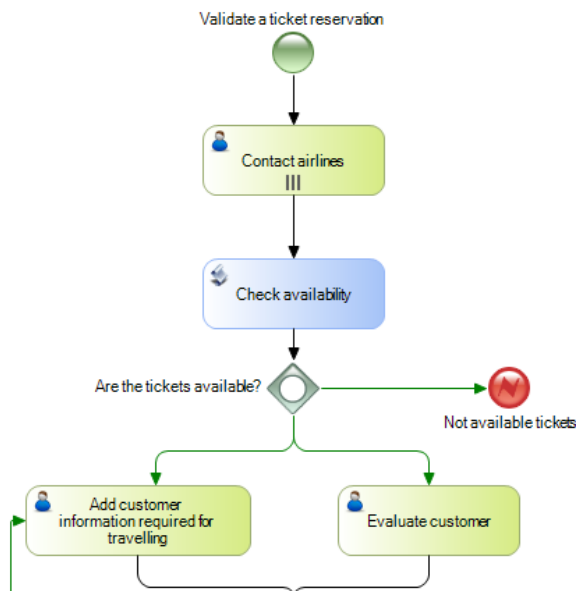 Validate a ticket reservation
Contact airlines
Check availability
Are the tickets available?
Not available tickets
Add customer
information required for
travelling
Evaluate customer